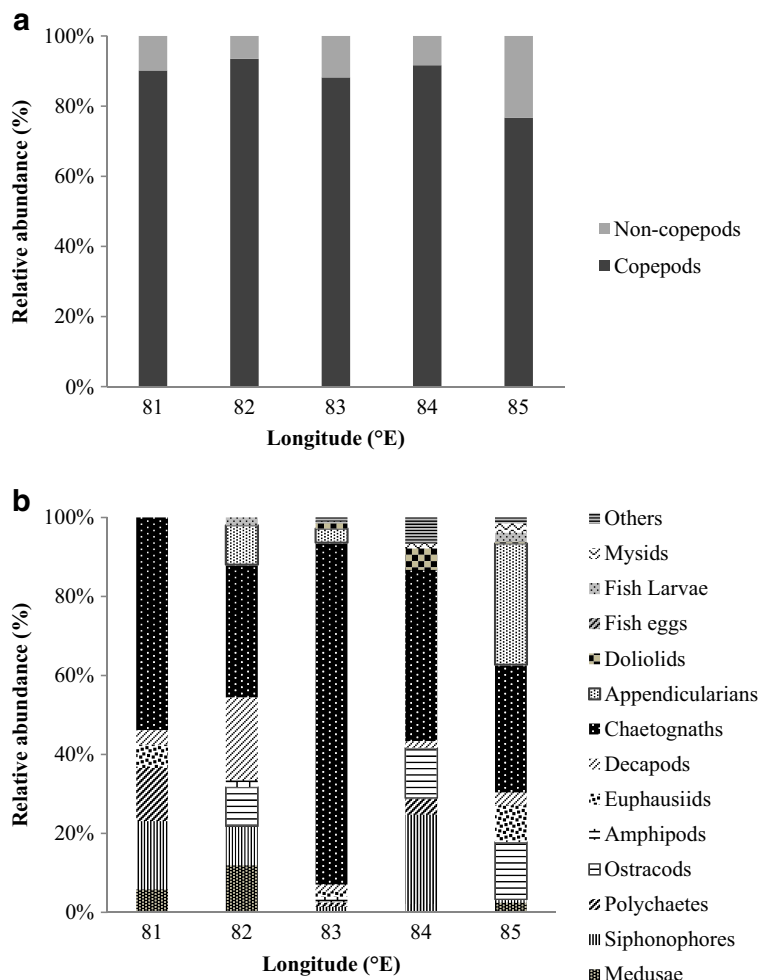 a
100%
80%
60%
40%
20%
0%
Relative abundance (%)
81 82 83 84 85
Longitude (°E)
Non-copepods
Copepods
b
100%
80%
60%
40%
20%
0%
Relative abundance (%)
81 82 83 84 85
Longitude (°E)
Others
Mysids
Fish Larvae
Fish eggs
Doliolids
Appendicularians
Chaetognaths
Decapods
Euphausiids
Amphipods
Ostracods
Polychaetes
Siphonophores
Medusae